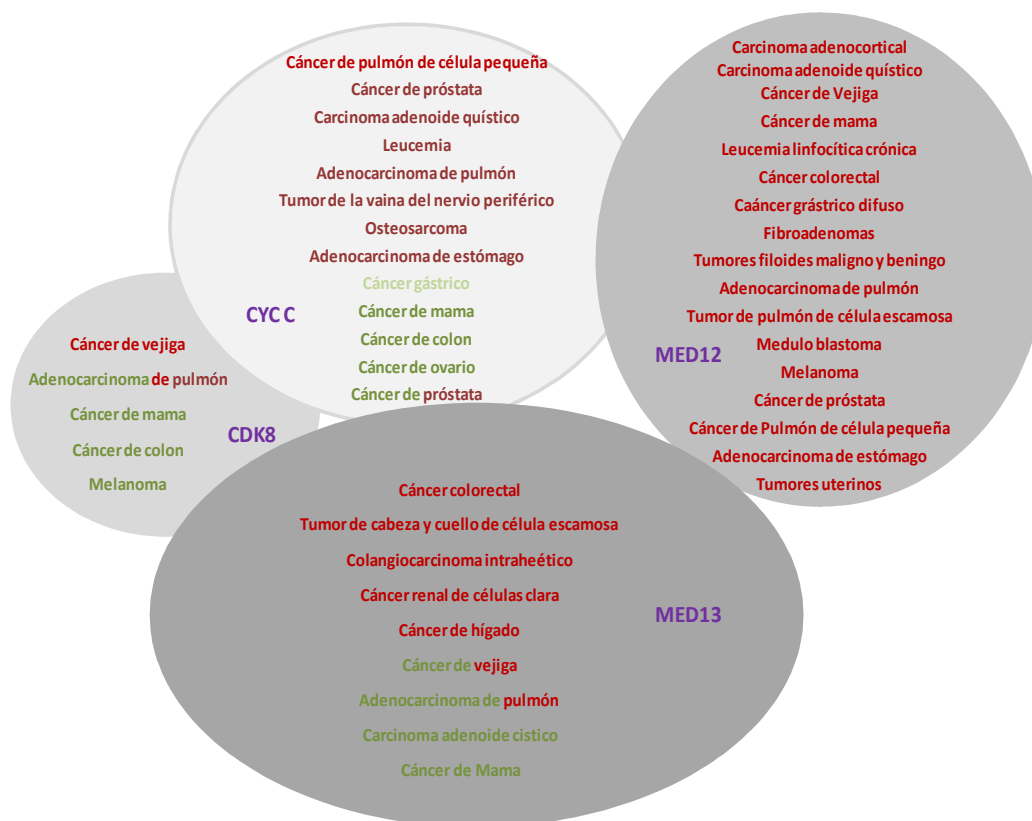 Cáncer de pulmón de célula pequeña
Cáncer de próstata
Carcinoma adenoide quístico
Leucemia
Adenocarcinoma de pulmón
Tumor de la vaina del nervio periférico
Osteosarcoma
Adenocarcinoma de estómago
Cáncer gástrico
Cáncer de mama
Cáncer de colon
Cáncer de ovario
Cáncer de próstata
CYC C
Carcinoma adenocortical
Carcinoma adenoide quístico
Cáncer de Vejiga
Cáncer de mama
Leucemia linfocítica crónica
Cáncer colorectal
Caáncer grástrico difuso
Fibroadenomas
Tumores filoides maligno y beningo
Adenocarcinoma de pulmón
Tumor de pulmón de célula escamosa
Medulo blastoma
Melanoma
Cáncer de próstata
Cáncer de Pulmón de célula pequeña
Adenocarcinoma de estómago
Tumores uterinos
MED12
Cáncer de vejiga
Adenocarcinoma de pulmón
Cáncer de mama
Cáncer de colon
Melanoma
CDK8
Cáncer colorectal
Tumor de cabeza y cuello de célula escamosa
Colangiocarcinoma intraheético
Cáncer renal de células clara
Cáncer de hígado
Cáncer de vejiga
Adenocarcinoma de pulmón
Carcinoma adenoide cistico
Cáncer de Mama
MED13